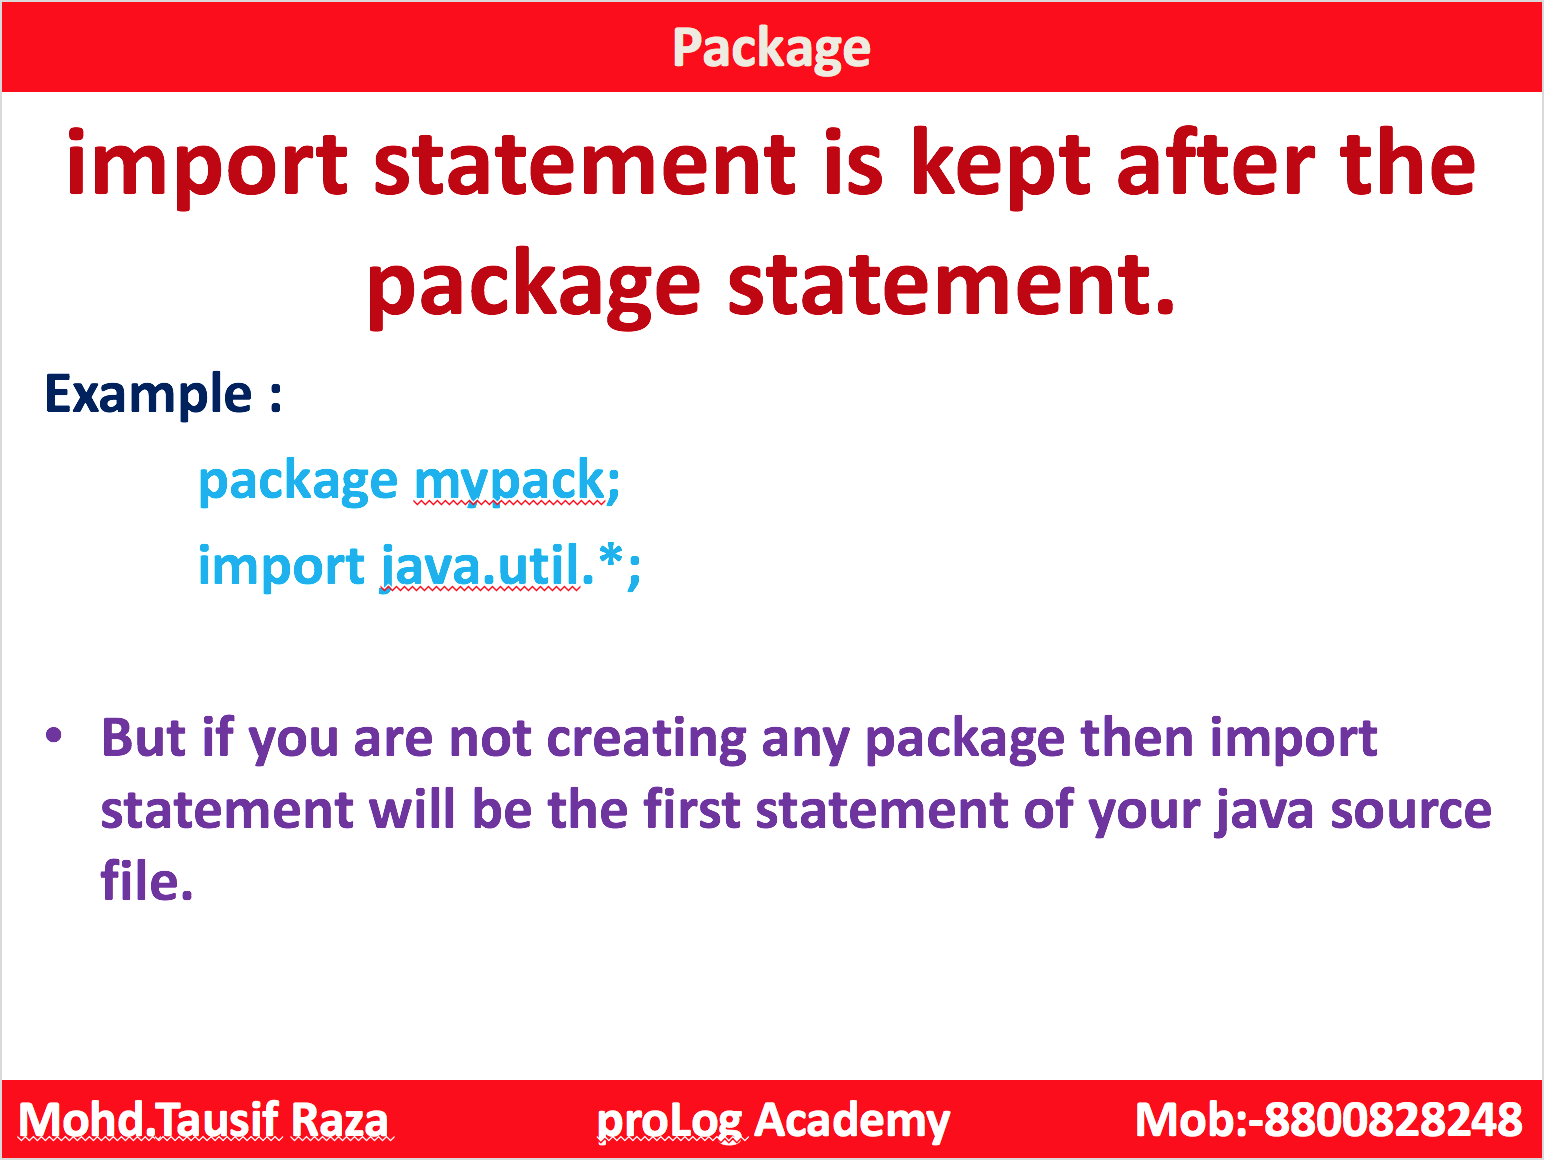 Package
import statement is kept after the
package statement.
Example :
package mypack;
import java.util.*;
• But if you are not creating any package then import
statement will be the first statement of your java source
file.
Mohd.Tausif Raza proLog Academy Mob:-8800828248